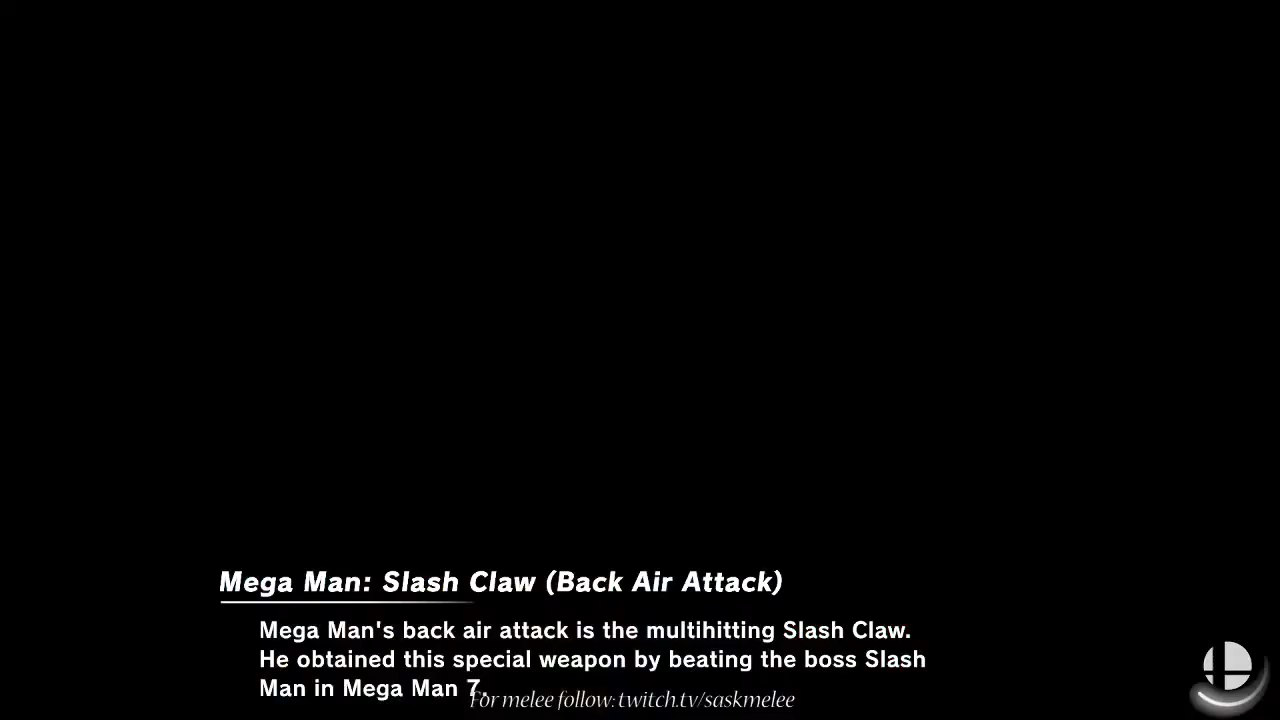 Mega Man: Slash Claw (Back Air Attack)
Mega Man's back air attack is the multihitting Slash Claw.
He obtained this special weapon by beating the boss Slash
Man in Mega Man 7.
For melee follow: twitch.tv/saskmelee